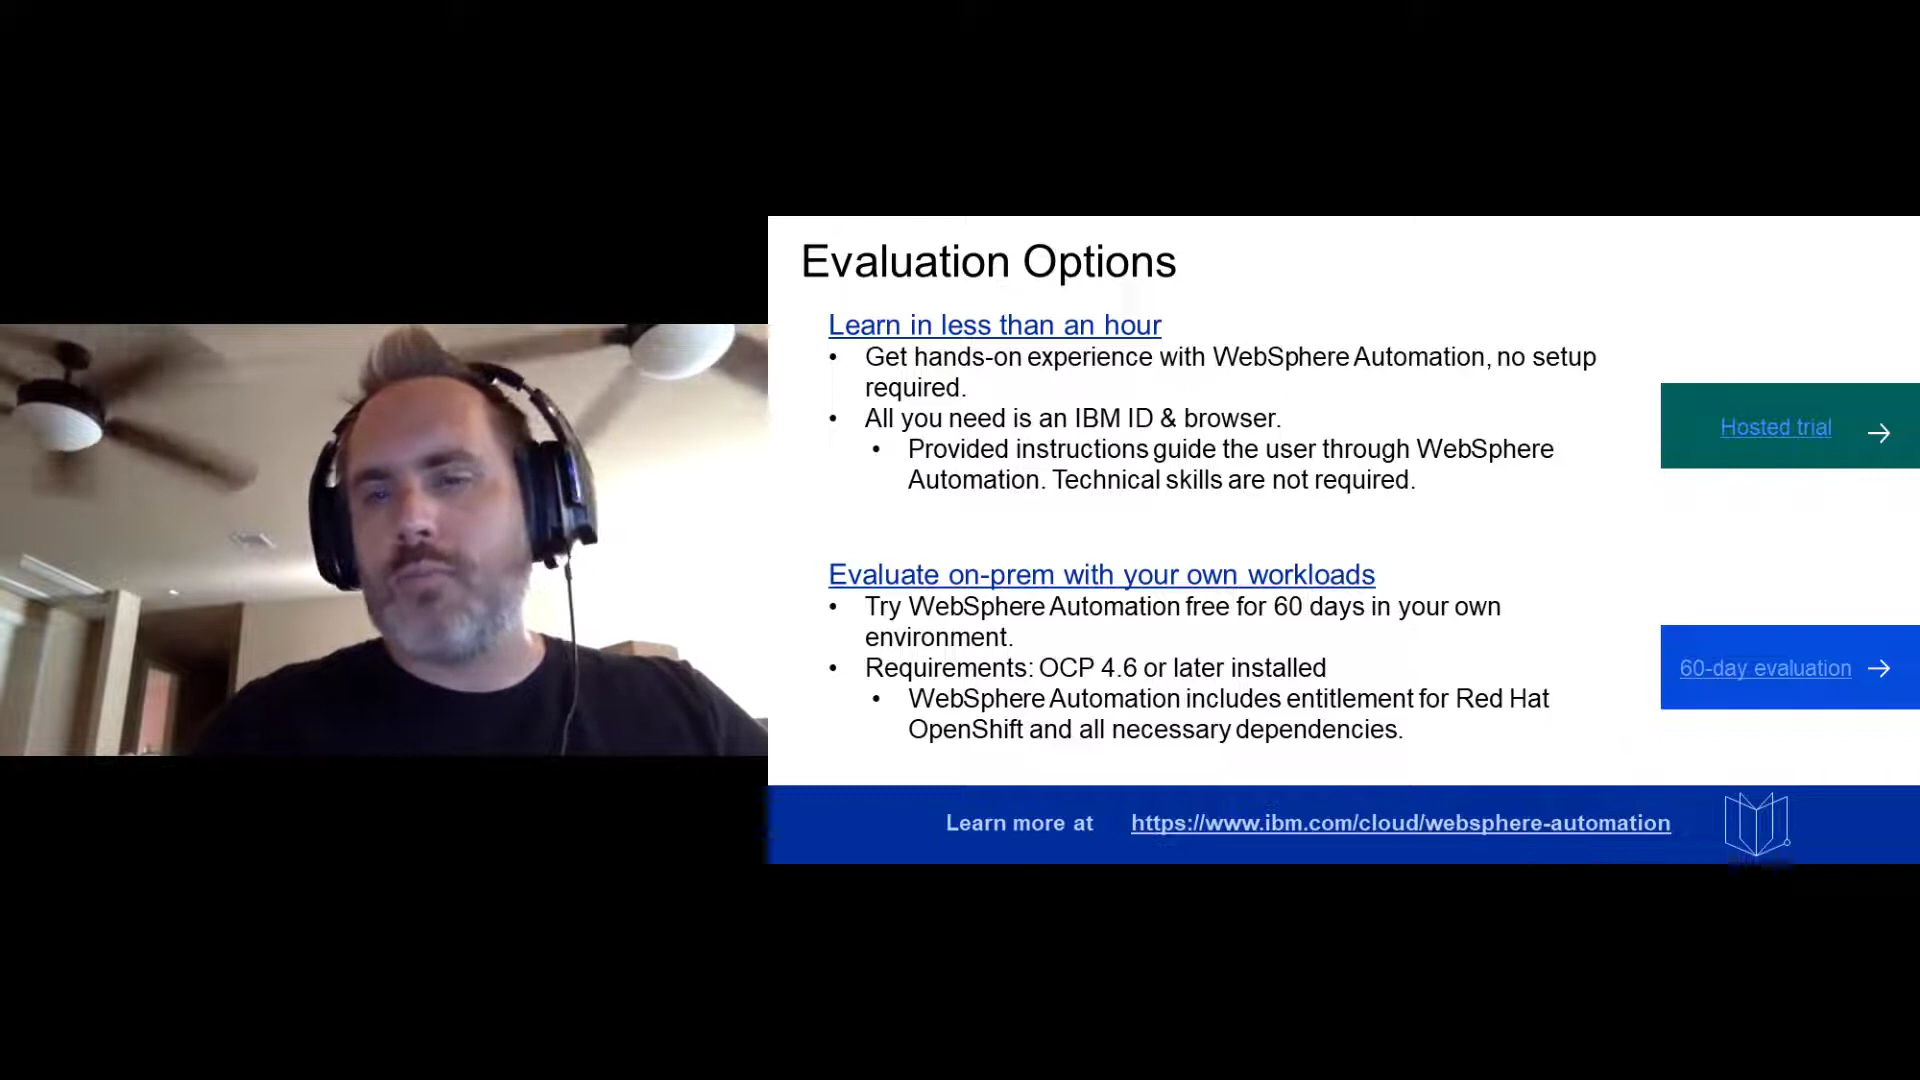 Evaluation Options
Learn in less than an hour
• Get hands-on experience with WebSphere Automation, no setup
required.
• All you need is an IBM ID & browser.
• Provided instructions guide the user through WebSphere
Automation. Technical skills are not required.
Hosted trial →
Evaluate on-prem with your own workloads
• Try WebSphere Automation free for 60 days in your own
environment.
• Requirements: OCP 4.6 or later installed
• WebSphere Automation includes entitlement for Red Hat
OpenShift and all necessary dependencies.
60-day evaluation →
Learn more at https://www.ibm.com/cloud/websphere-automation